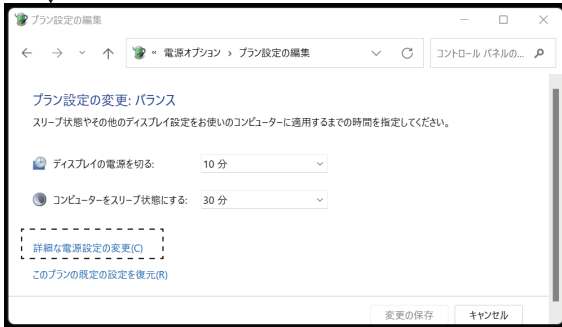 プラン設定の編集
« 電源オプション › プラン設定の編集
コントロール パネルの...
プラン設定の変更: バランス
スリープ状態やその他のディスプレイ設定をお使いのコンピューターに適用するまでの時間を指定してください。
ディスプレイの電源を切る: 10 分
コンピューターをスリープ状態にする: 30 分
詳細な電源設定の変更(C)
このプランの既定の設定を復元(R)
変更の保存 キャンセル